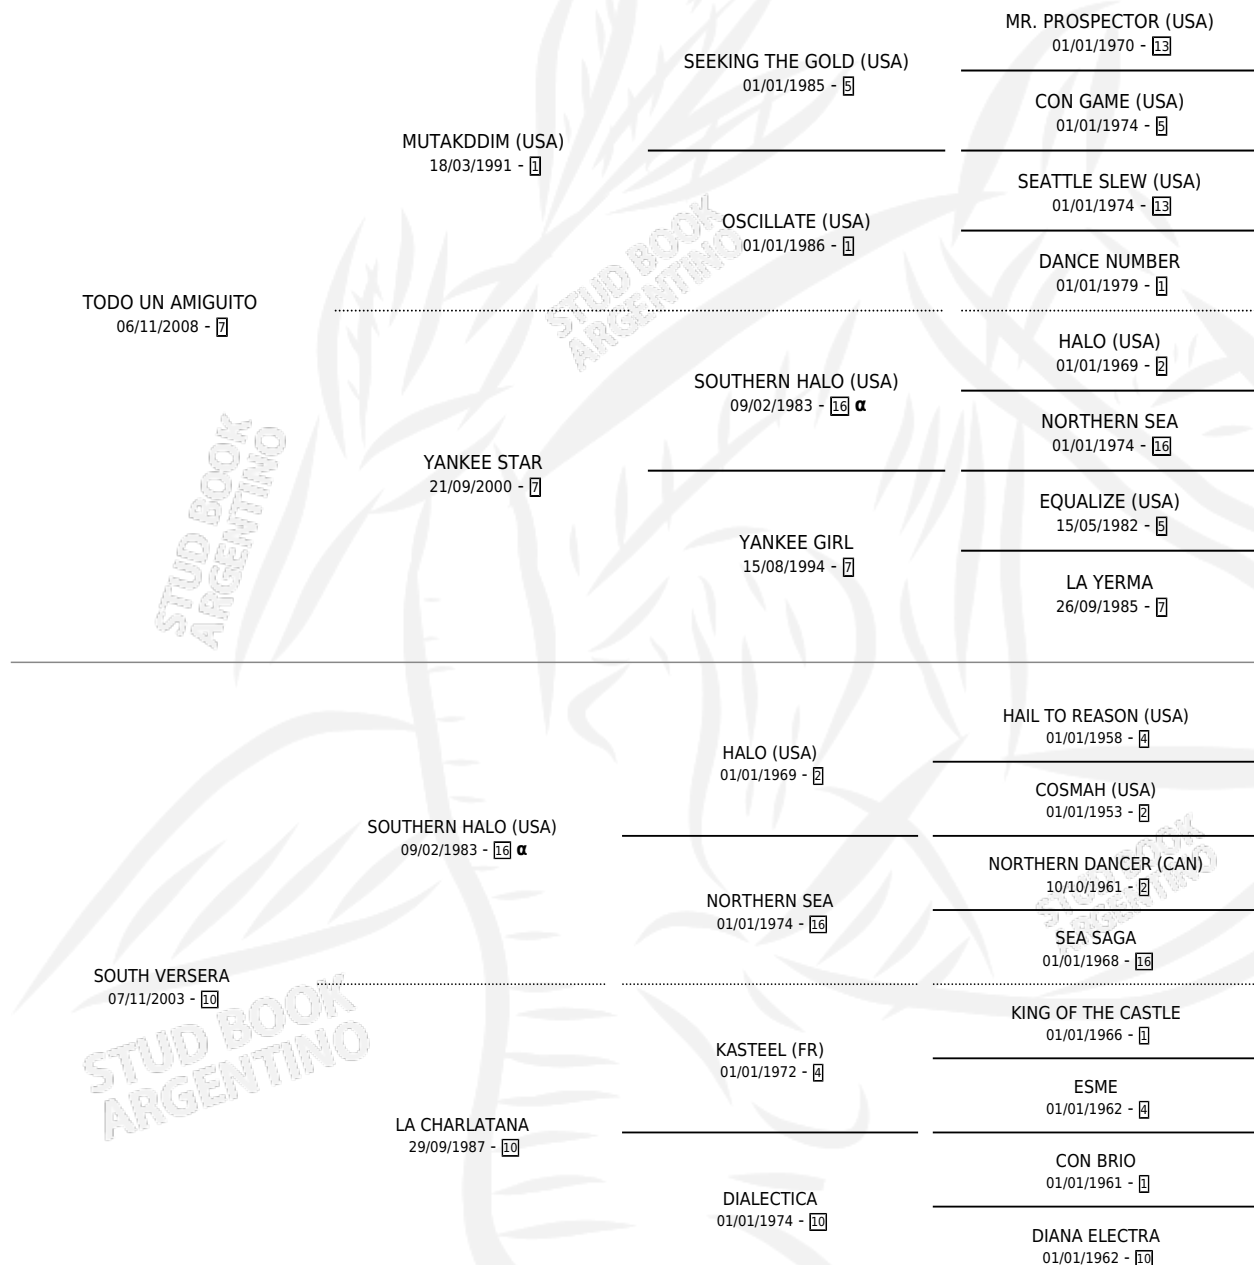 MR. PROSPECTOR (USA)
01/01/1970 - 13
SEEKING THE GOLD (USA)
01/01/1985 - 5
CON GAME (USA)
01/01/1974 - 5
MUTAKDDIM (USA)
18/03/1991 - 1
SEATTLE SLEW (USA)
01/01/1974 - 13
OSCILLATE (USA)
01/01/1986 - 1
DANCE NUMBER
01/01/1979 - 1
TODO UN AMIGUITO
06/11/2008 - 7
HALO (USA)
01/01/1969 - 2
SOUTHERN HALO (USA)
09/02/1983 - 16 α
NORTHERN SEA
01/01/1974 - 16
YANKEE STAR
21/09/2000 - 7
EQUALIZE (USA)
15/05/1982 - 5
YANKEE GIRL
15/08/1994 - 7
LA YERMA
26/09/1985 - 7
HAIL TO REASON (USA)
01/01/1958 - 4
HALO (USA)
01/01/1969 - 2
COSMAH (USA)
01/01/1953 - 2
SOUTHERN HALO (USA)
09/02/1983 - 16 α
NORTHERN DANCER (CAN)
10/10/1961 - 2
NORTHERN SEA
01/01/1974 - 16
SEA SAGA
01/01/1968 - 16
SOUTH VERSERA
07/11/2003 - 10
KING OF THE CASTLE
01/01/1966 - 1
KASTEEL (FR)
01/01/1972 - 4
ESME
01/01/1962 - 4
LA CHARLATANA
29/09/1987 - 10
CON BRIO
01/01/1961 - 1
DIALECTICA
01/01/1974 - 10
DIANA ELECTRA
01/01/1962 - 10
STUD BOOK
ARGENTINO
STUD BOOK
ARGENTINO
STUD BOOK
ARGENTINO
STUD BOOK
ARGENTINO